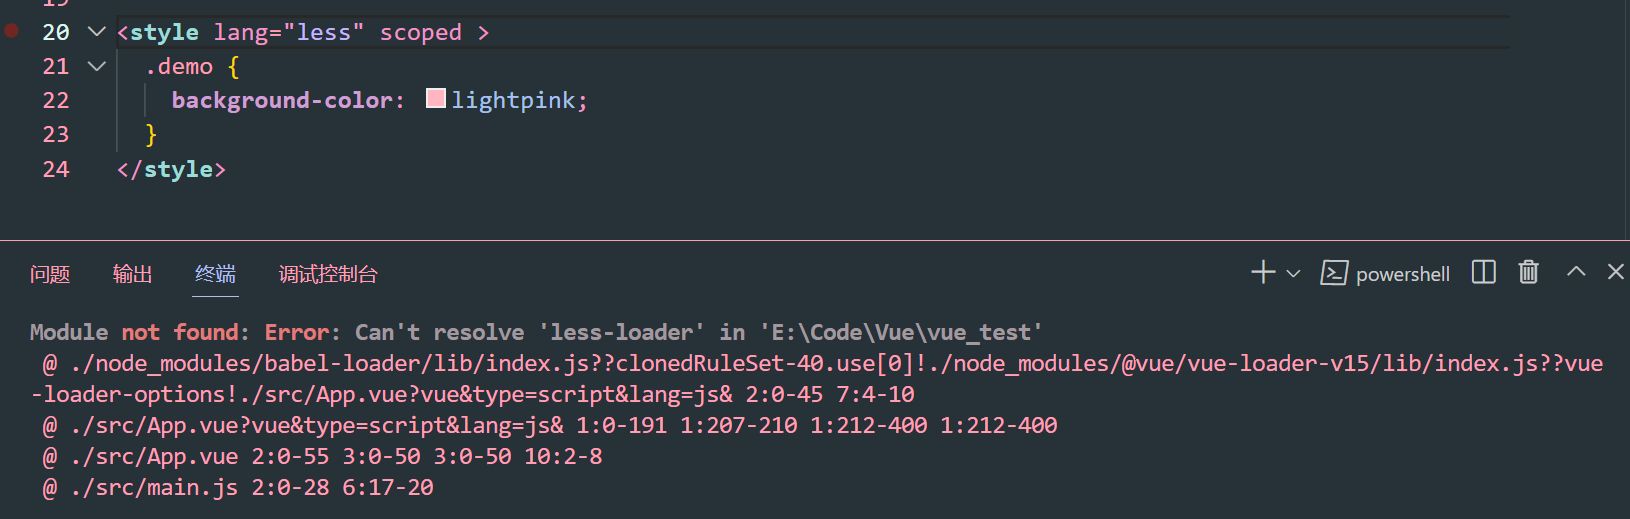 19
20 <style lang="less" scoped >
21 .demo {
22 background-color: lightpink;
23 }
24 </style>
问题 输出 终端 调试控制台 powershell
Module not found: Error: Can't resolve 'less-loader' in 'E:\Code\Vue\vue_test'
@ ./node_modules/babel-loader/lib/index.js??clonedRuleSet-40.use[0]!./node_modules/@vue/vue-loader-v15/lib/index.js??vue
-loader-options!./src/App.vue?vue&type=script&lang=js& 2:0-45 7:4-10
@ ./src/App.vue?vue&type=script&lang=js& 1:0-191 1:207-210 1:212-400 1:212-400
@ ./src/App.vue 2:0-55 3:0-50 3:0-50 10:2-8
@ ./src/main.js 2:0-28 6:17-20